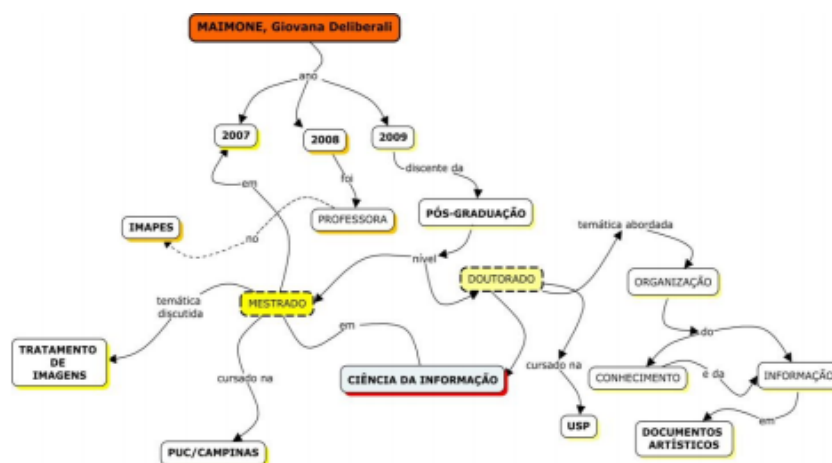 MAIMONE, Giovana Deliberali
ano
2007
2008
2009
discente da
foi
em
PÓS-GRADUAÇÃO
PROFESSORA
IMAPES
no
temática abordada
nível
DOUTORADO
ORGANIZAÇÃO
MESTRADO
temática
discutida
em
do
TRATAMENTO
DE
IMAGENS
cursado na
CIÊNCIA DA INFORMAÇÃO
cursado na
CONHECIMENTO
e da
INFORMAÇÃO
USP
em
DOCUMENTOS
ARTÍSTICOS
PUC/CAMPINAS